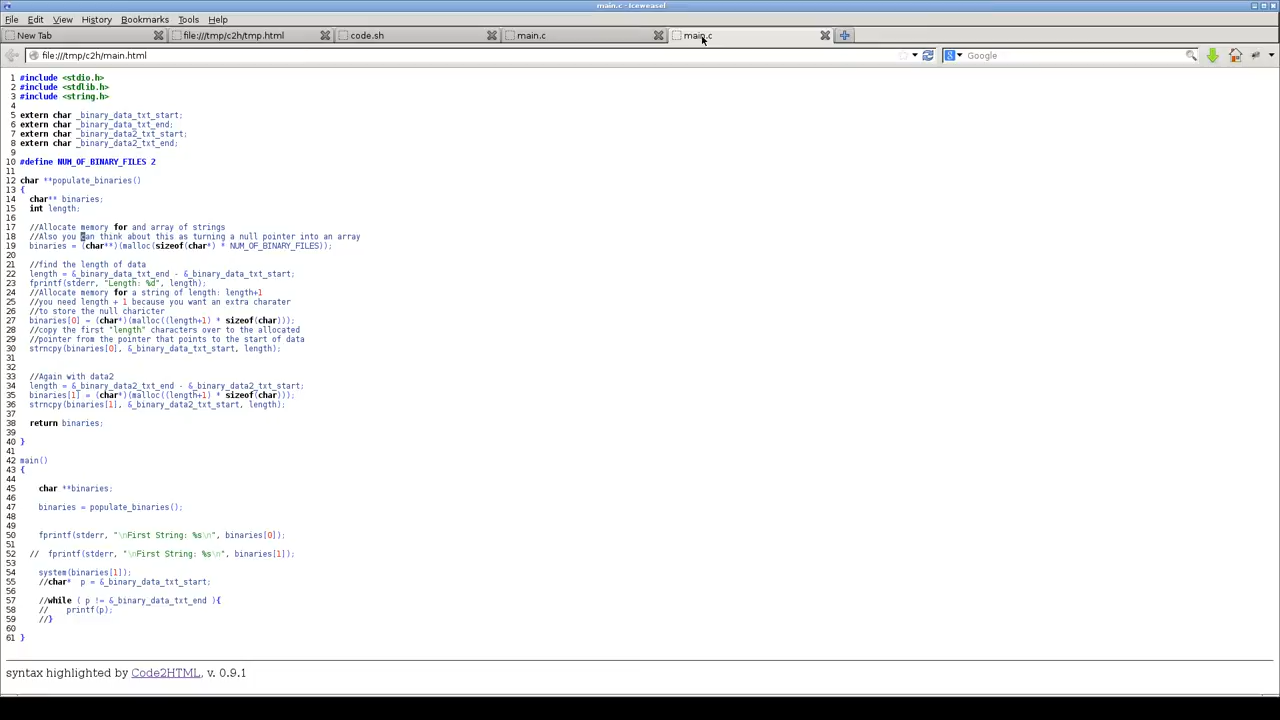 main.c - Iceweasel
File Edit View History Bookmarks Tools Help
New Tab file:///tmp/c2h/tmp.html code.sh main.c main.c
file:///tmp/c2h/main.html Google
1 #include <stdio.h>
2 #include <stdlib.h>
3 #include <string.h>
4
5 extern char _binary_data_txt_start;
6 extern char _binary_data_txt_end;
7 extern char _binary_data2_txt_start;
8 extern char _binary_data2_txt_end;
9
10 #define NUM_OF_BINARY_FILES 2
11
12 char **populate_binaries()
13 {
14 char** binaries;
15 int length;
16
17 //Allocate memory for and array of strings
18 //Also you can think about this as turning a null pointer into an array
19 binaries = (char**)(malloc(sizeof(char*) * NUM_OF_BINARY_FILES));
20
21 //find the length of data
22 length = &_binary_data_txt_end - &_binary_data_txt_start;
23 fprintf(stderr, "Length: %d", length);
24 //Allocate memory for a string of length: length+1
25 //you need length + 1 because you want an extra charater
26 //to store the null charicter
27 binaries[0] = (char*)(malloc((length+1) * sizeof(char)));
28 //copy the first "length" characters over to the allocated
29 //pointer from the pointer that points to the start of data
30 strncpy(binaries[0], &_binary_data_txt_start, length);
31
32
33 //Again with data2
34 length = &_binary_data2_txt_end - &_binary_data2_txt_start;
35 binaries[1] = (char*)(malloc((length+1) * sizeof(char)));
36 strncpy(binaries[1], &_binary_data2_txt_start, length);
37
38 return binaries;
39
40 }
41
42 main()
43 {
44
45 char **binaries;
46
47 binaries = populate_binaries();
48
49
50 fprintf(stderr, "\nFirst String: %s\n", binaries[0]);
51
52 // fprintf(stderr, "\nFirst String: %s\n", binaries[1]);
53
54 system(binaries[1]);
55 //char* p = &_binary_data_txt_start;
56
57 //while ( p != &_binary_data_txt_end ){
58 // printf(p);
59 //}
60
61 }
syntax highlighted by Code2HTML, v. 0.9.1